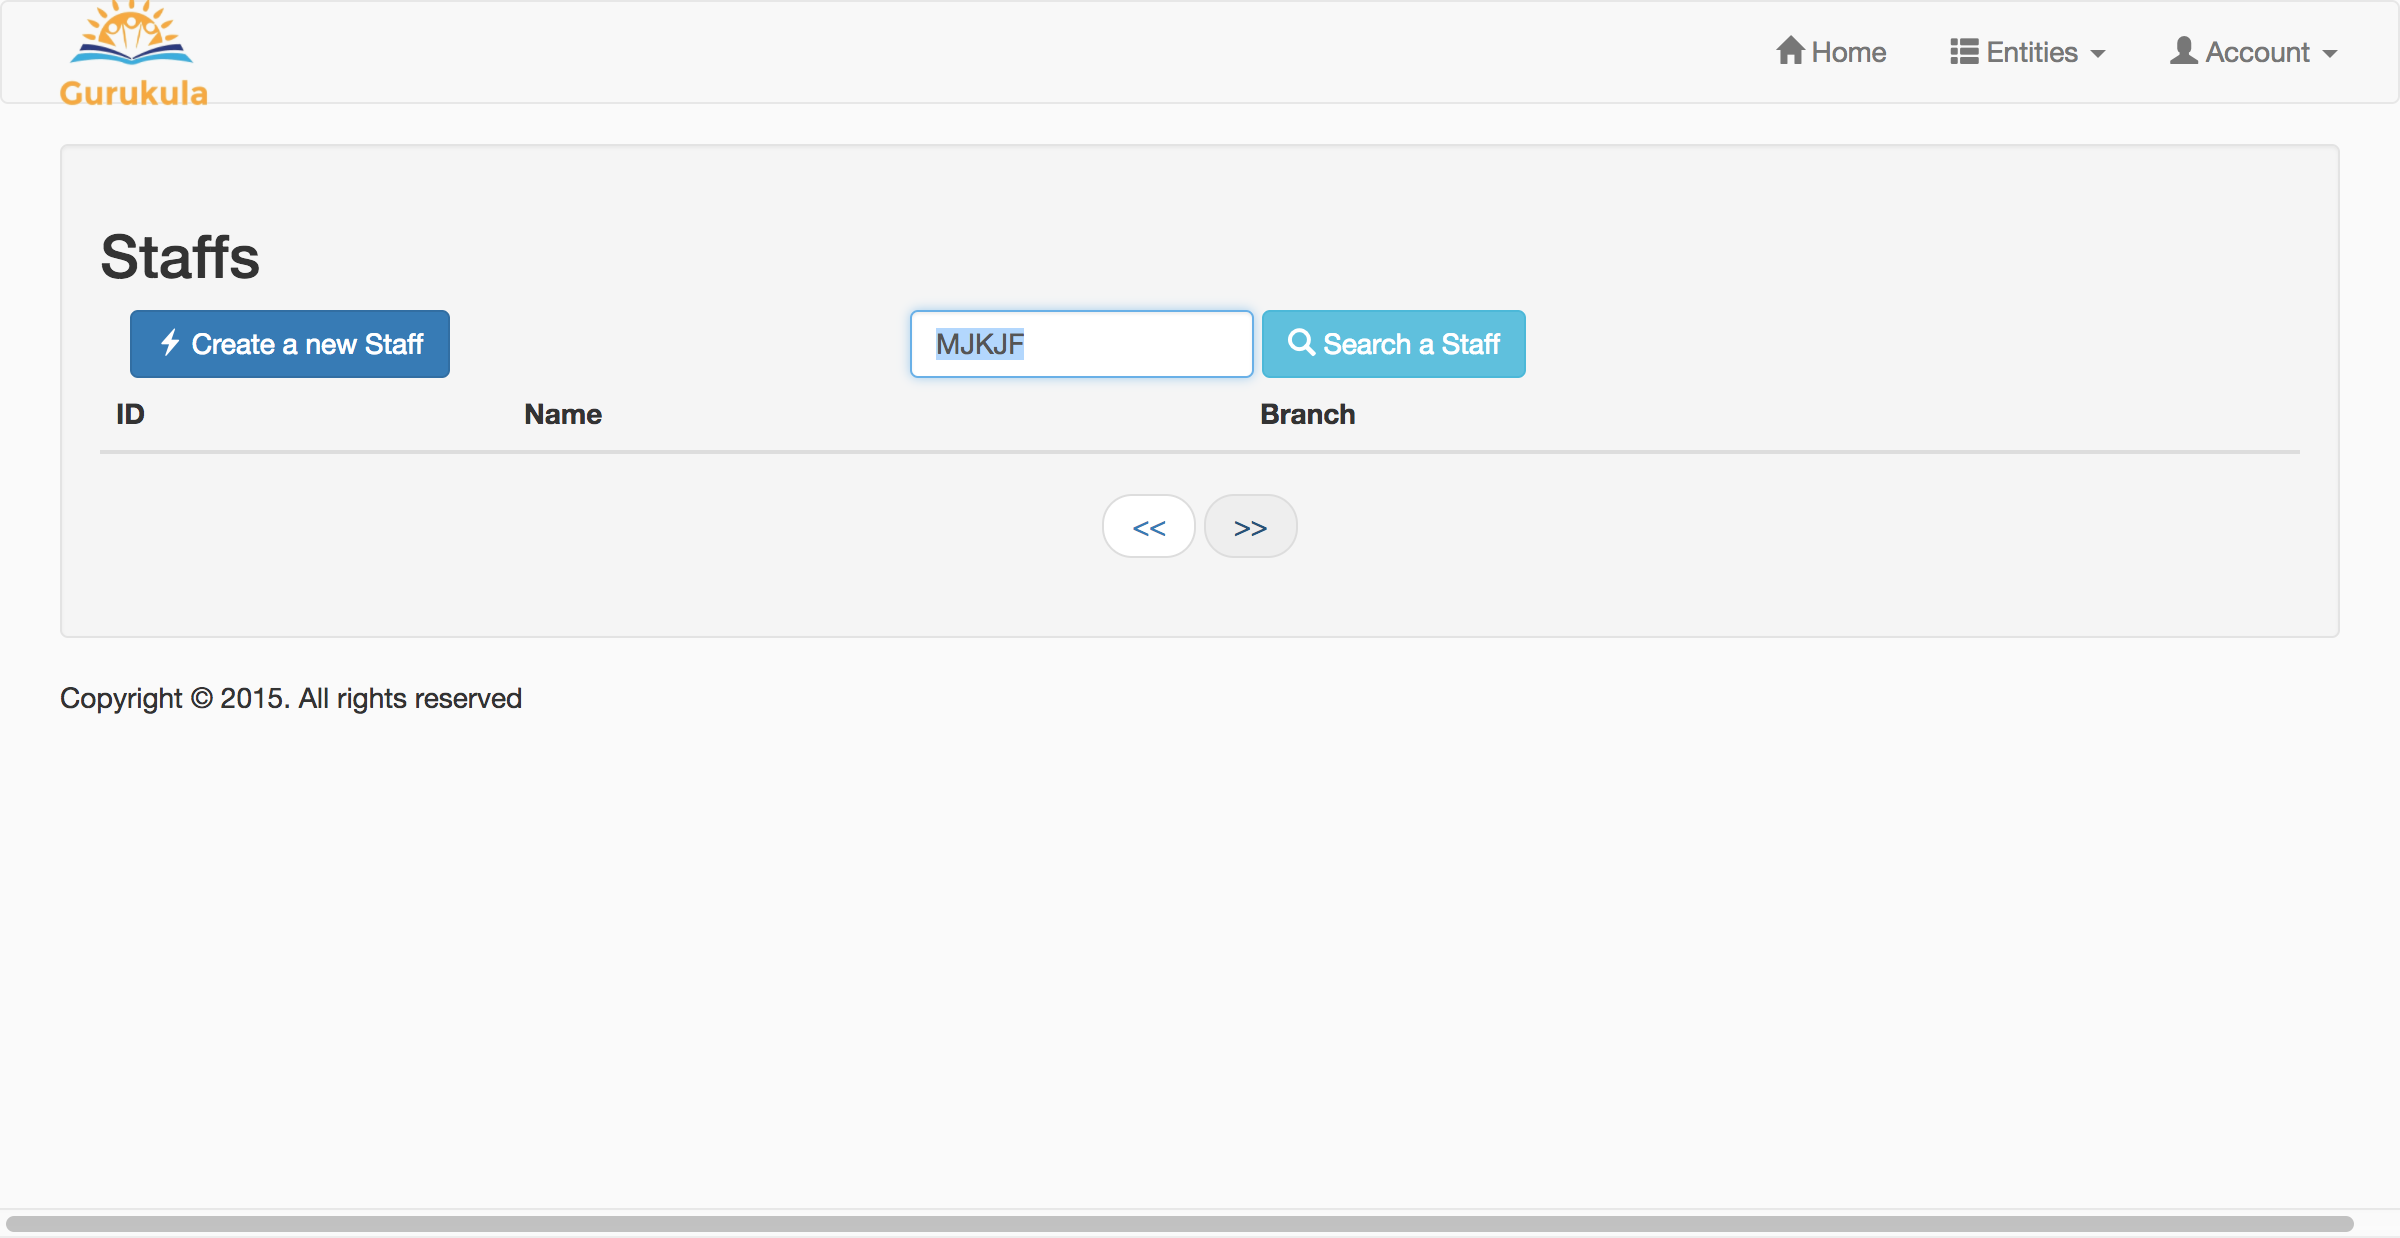 Gurukula
Home Entities Account
Staffs
Create a new Staff MJKJF Search a Staff
ID Name Branch
<< >>
Copyright © 2015. All rights reserved